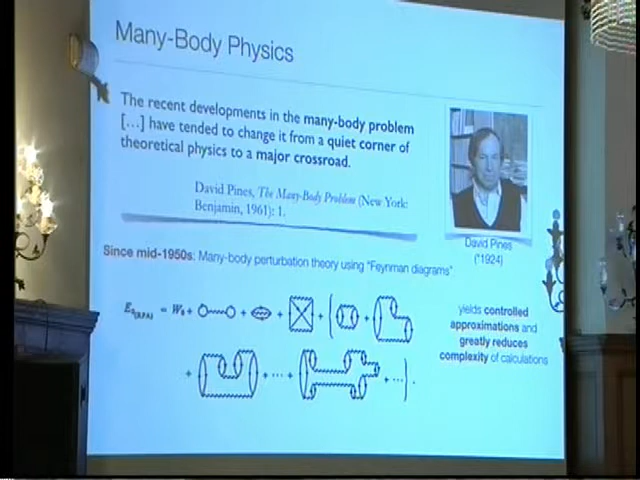 Many-Body Physics
The recent developments in the many-body problem
[...] have tended to change it from a quiet corner of
theoretical physics to a major crossroad.
David Pines, The Many-Body Problem (New York:
Benjamin, 1961): 1.
David Pines
(*1924)
Since mid-1950s: Many-body perturbation theory using "Feynman diagrams"
yields controlled
approximations and
greatly reduces
complexity of calculations